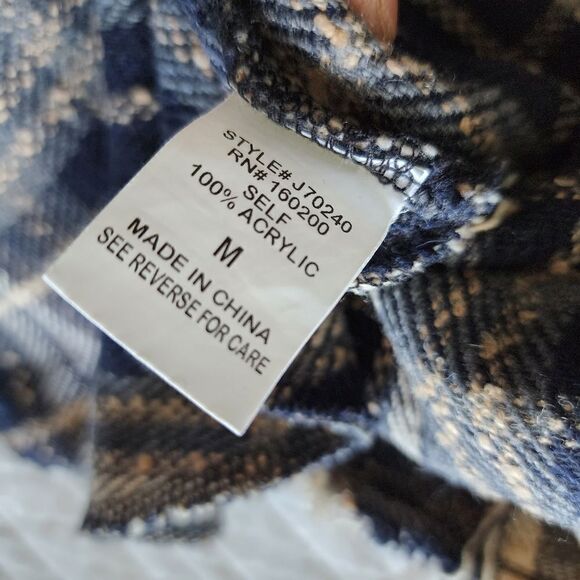 STYLE# J70240
RN# 160200
SELF
100% ACRYLIC
M
MADE IN CHINA
SEE REVERSE FOR CARE